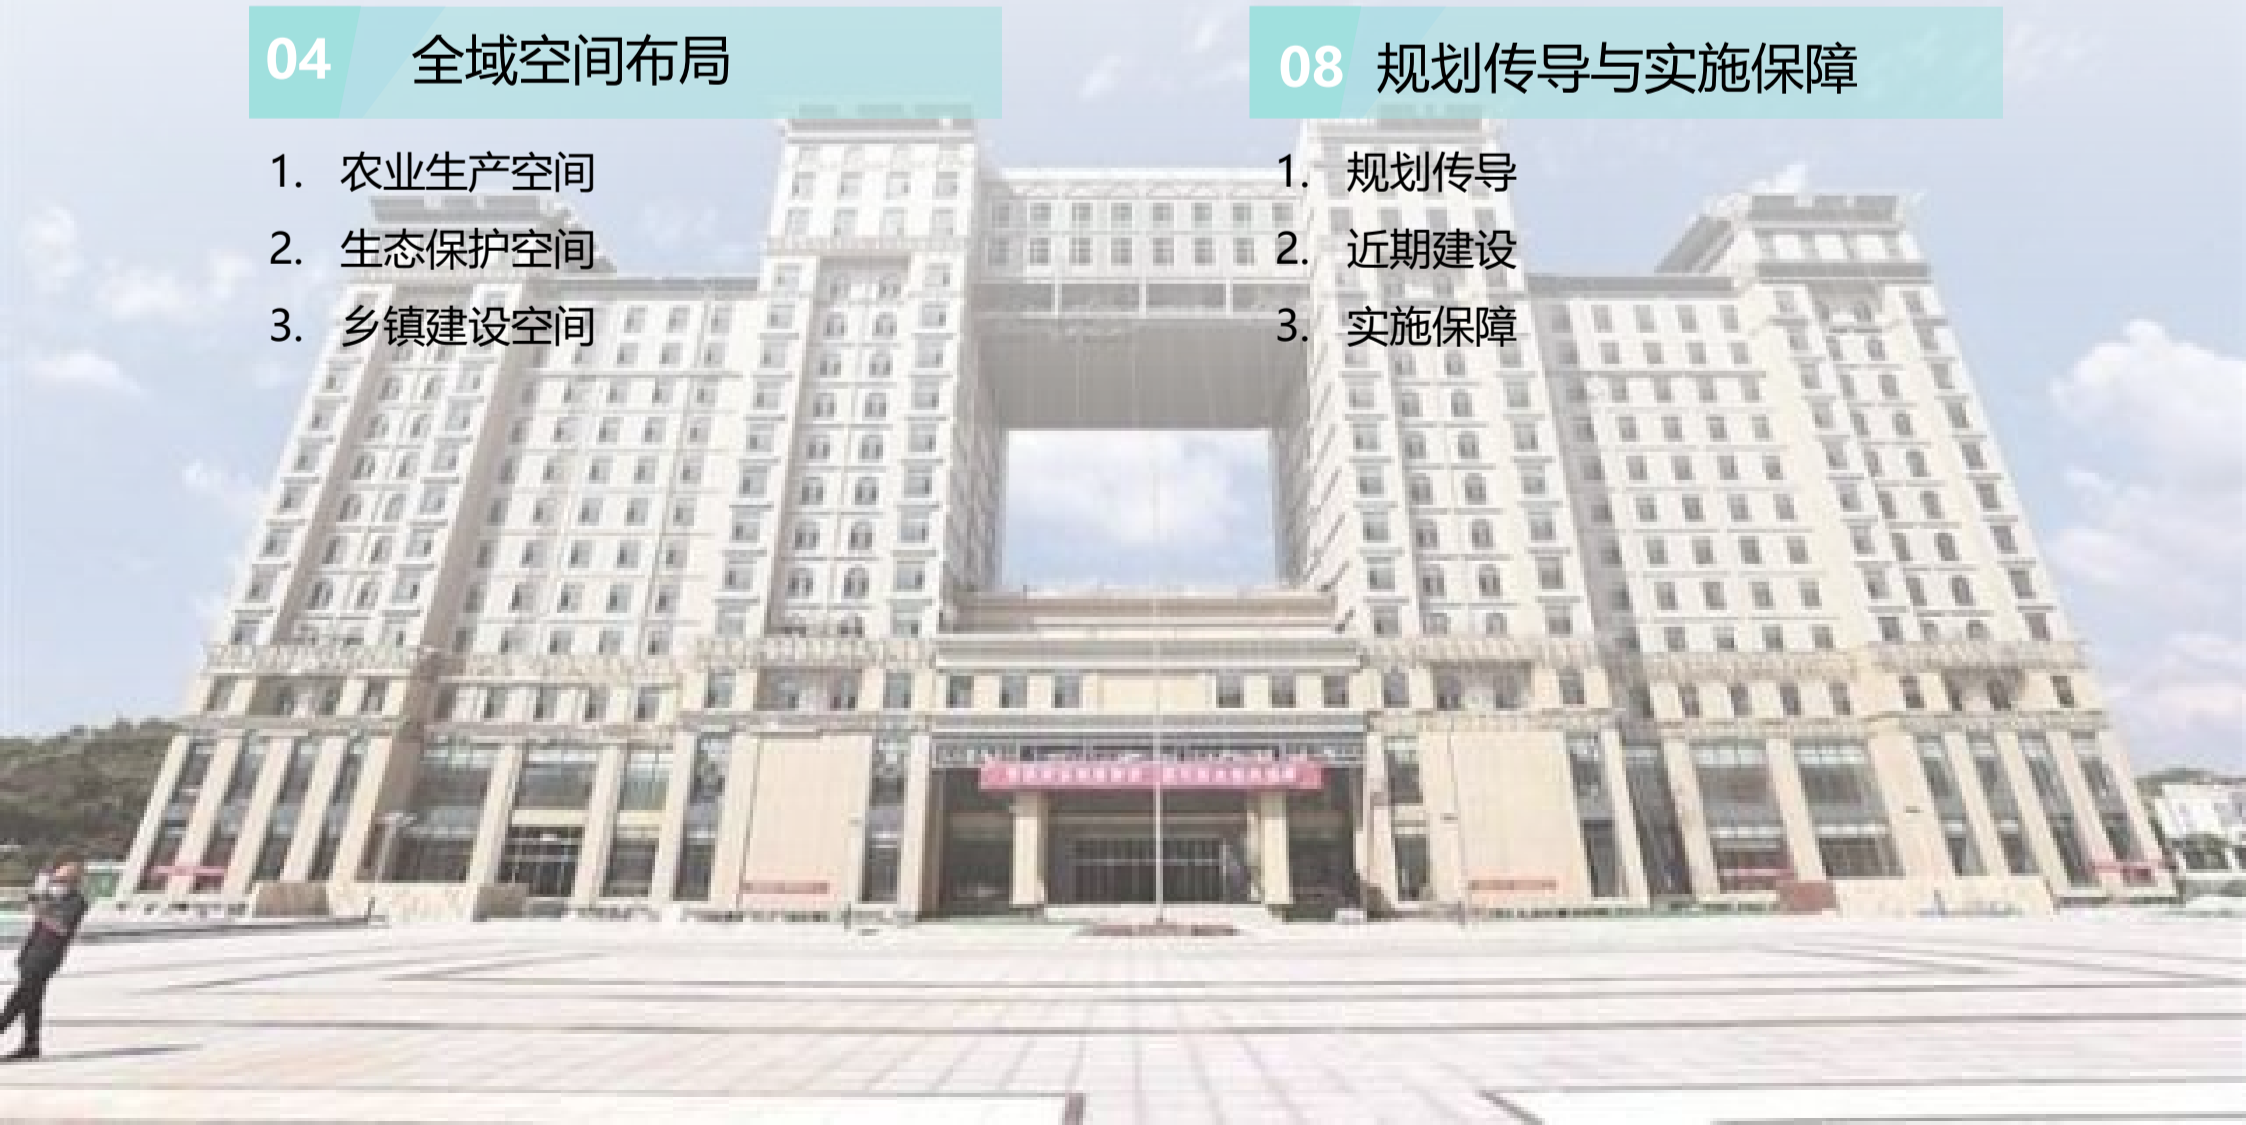 04 全域空间布局
1. 农业生产空间
2. 生态保护空间
3. 乡镇建设空间
08 规划传导与实施保障
1. 规划传导
2. 近期建设
3. 实施保障